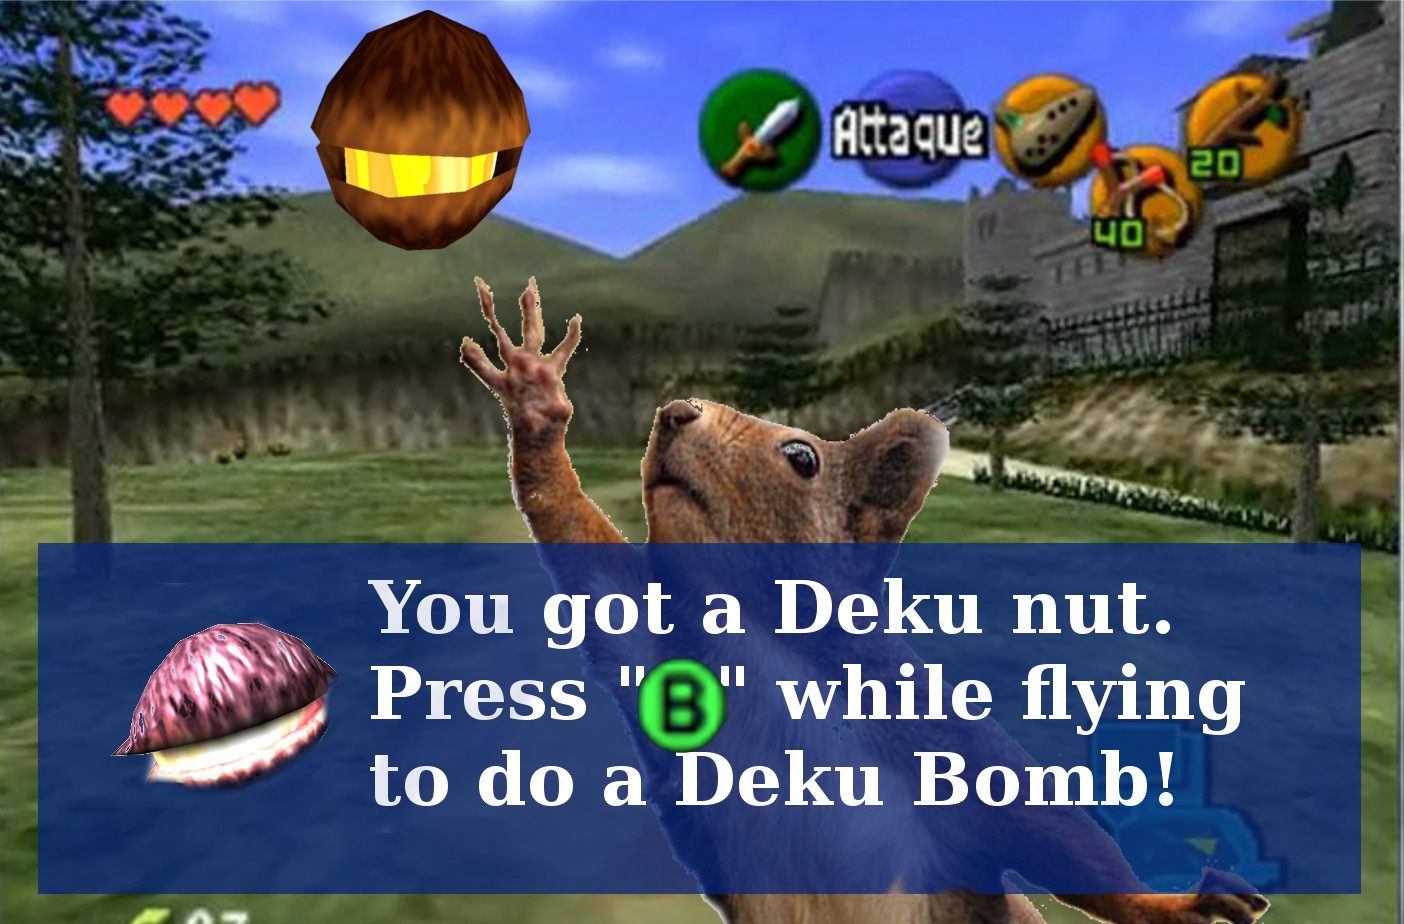 Attaque
20
40
You got a Deku nut.
Press "B" while flying
to do a Deku Bomb!